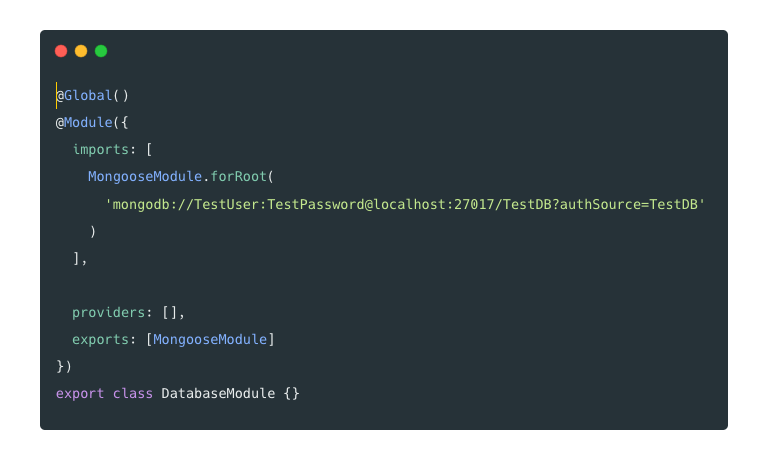 @Global()
@Module({
  imports: [
    MongooseModule.forRoot(
      'mongodb://TestUser:TestPassword@localhost:27017/TestDB?authSource=TestDB'
    )
  ],

  providers: [],
  exports: [MongooseModule]
})
export class DatabaseModule {}